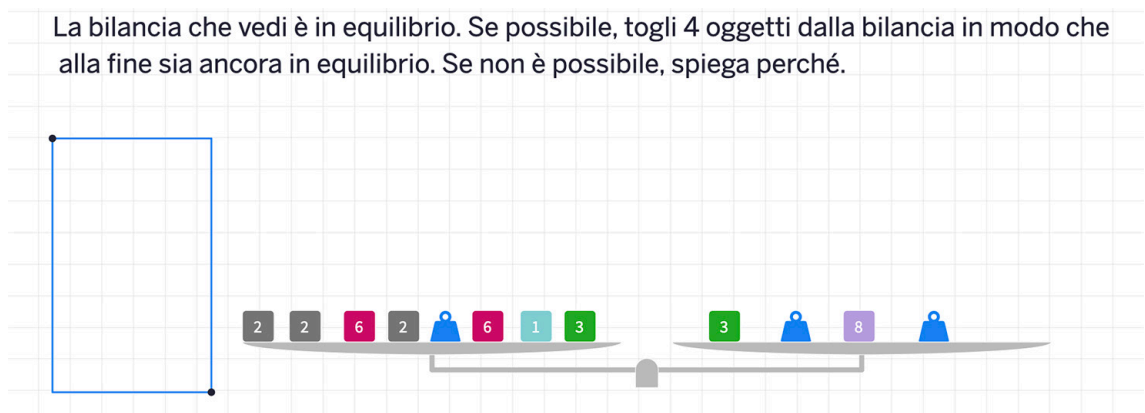 La bilancia che vedi è in equilibrio. Se possibile, togli 4 oggetti dalla bilancia in modo che
alla fine sia ancora in equilibrio. Se non è possibile, spiega perché.
2 2 6 2 6 1 3 3 8